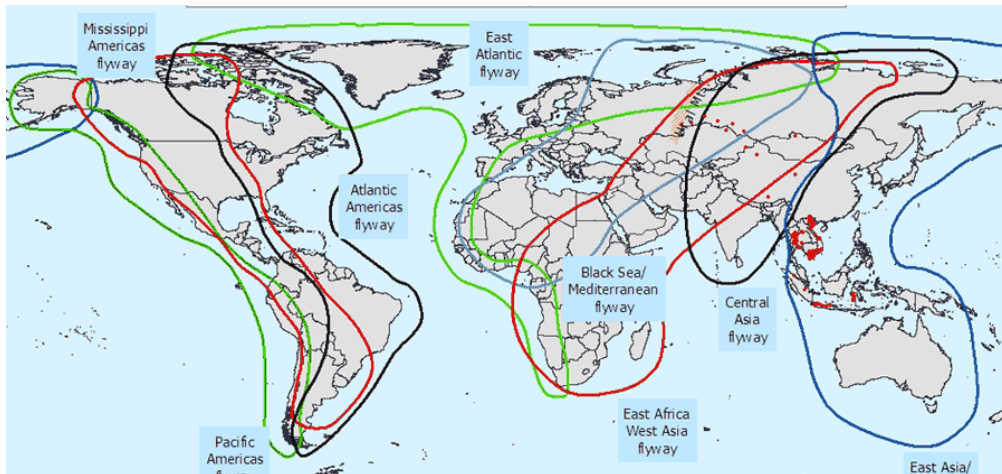 Mississippi
Americas
flyway
East
Atlantic
flyway
Atlantic
Americas
flyway
Black Sea/
Mediterranean
flyway
Central
Asia
flyway
East Africa
West Asia
flyway
Pacific
Americas
East Asia/